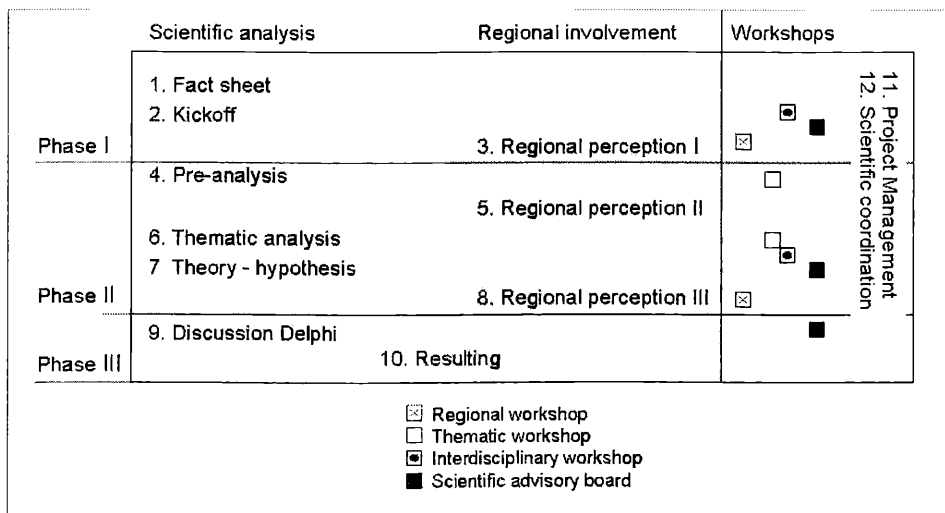 Scientific analysis Regional involvement Workshops
1. Fact sheet
2. Kickoff
Phase I 3. Regional perception I
4. Pre-analysis
5. Regional perception II
6. Thematic analysis
7 Theory - hypothesis
Phase II 8. Regional perception III
9. Discussion Delphi
Phase III 10. Resulting
11. Project Management
12. Scientific coordination
Regional workshop
Thematic workshop
Interdisciplinary workshop
Scientific advisory board